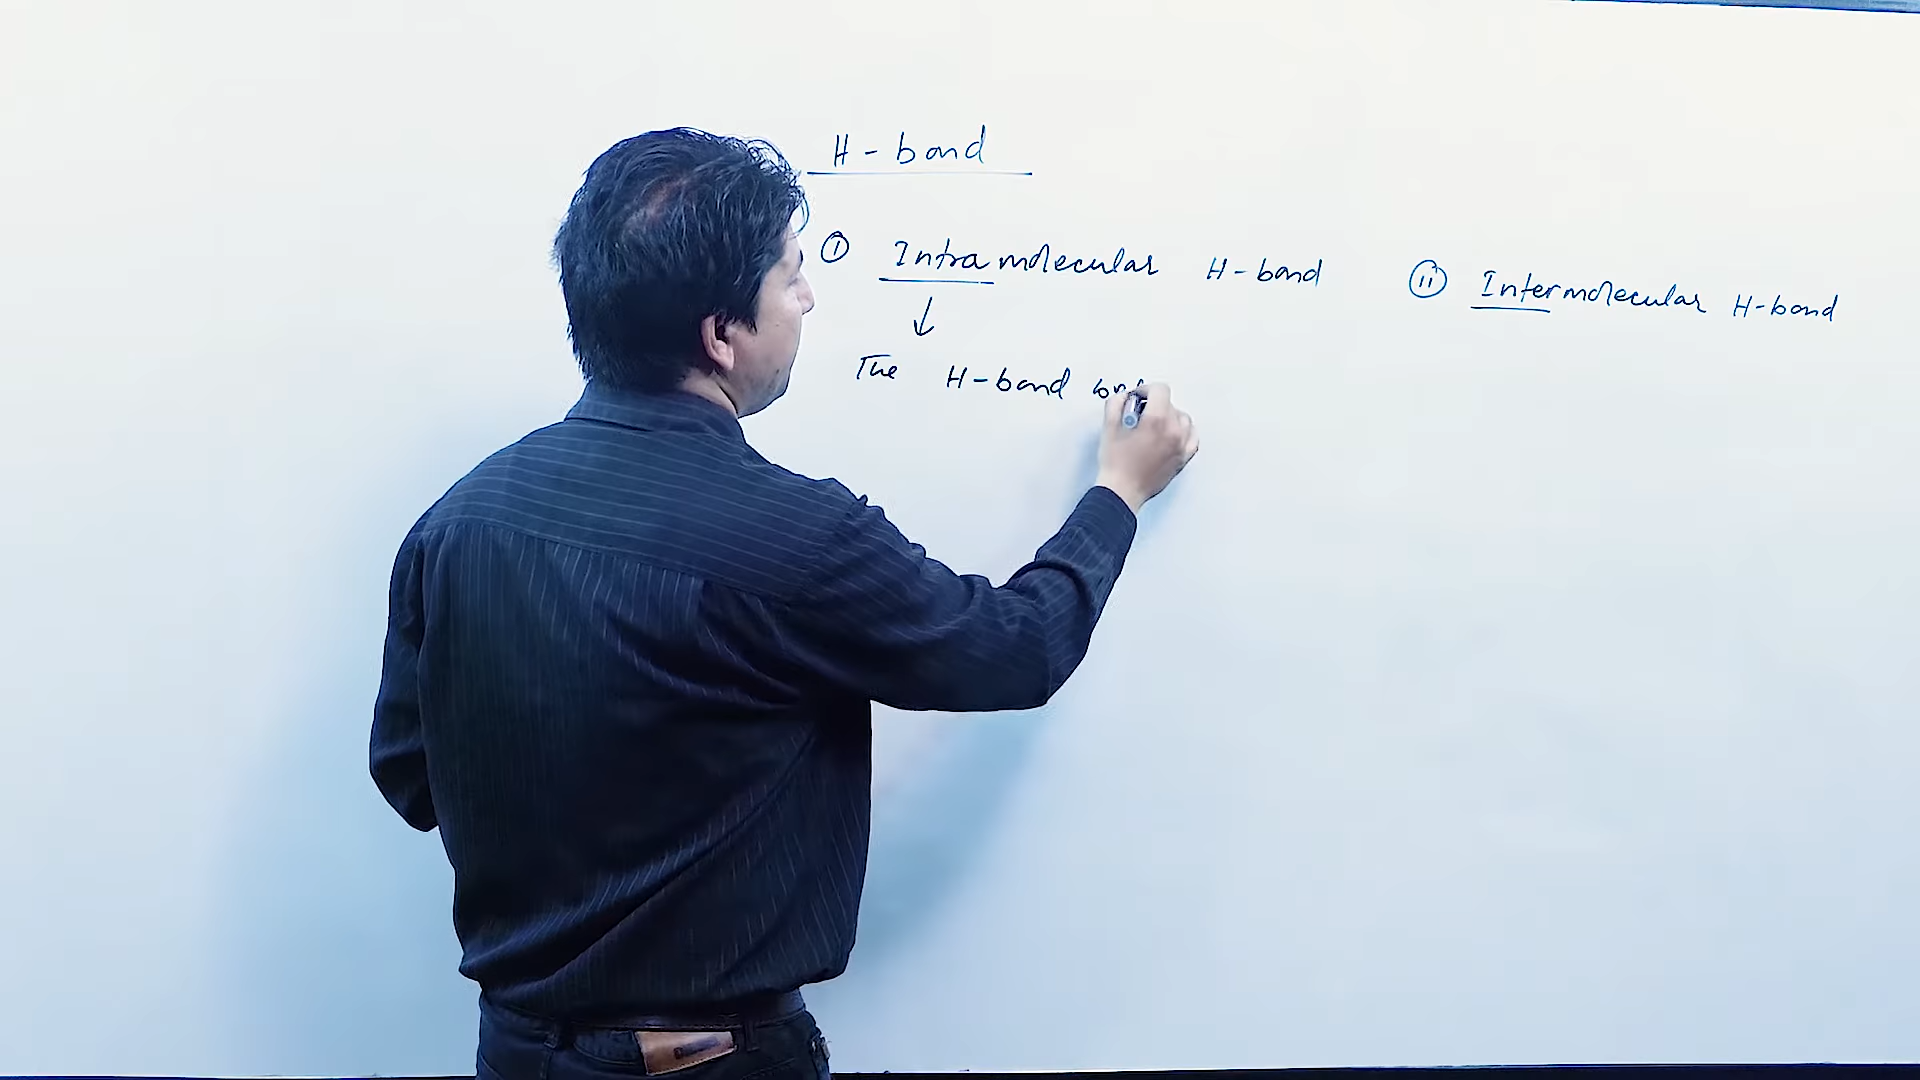 H - bond
(i) Intramolecular H-bond
(ii) Intermolecular H-bond
↓
The H-bond